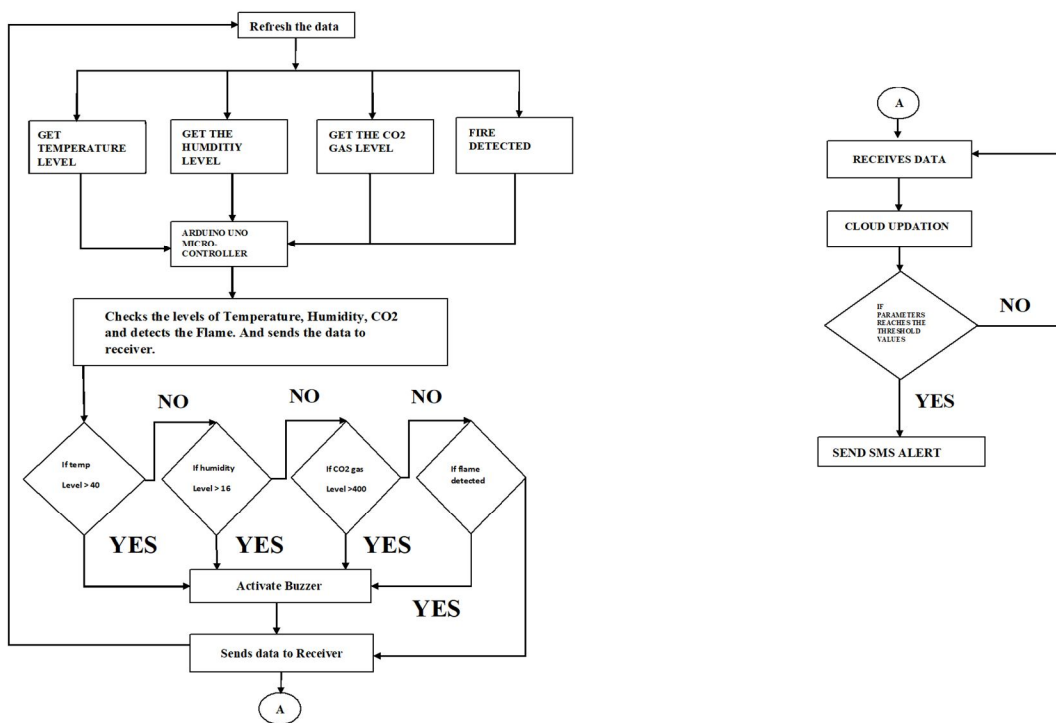 Refresh the data
GET
TEMPERATURE
LEVEL
GET THE
HUMDITIY
LEVEL
GET THE CO2
GAS LEVEL
FIRE
DETECTED
ARDUINO UNO
MICRO-
CONTROLLER
Checks the levels of Temperature, Humidity, CO2
and detects the Flame. And sends the data to
receiver.
NO
NO
NO
If temp
Level > 40
If humidity
Level > 16
If CO2 gas
Level >400
If flame
detected
YES
YES
YES
Activate Buzzer
YES
Sends data to Receiver
A
A
RECEIVES DATA
CLOUD UPDATION
IF
PARAMETERS
REACHES THE
THRESHOLD
VALUES
NO
YES
SEND SMS ALERT